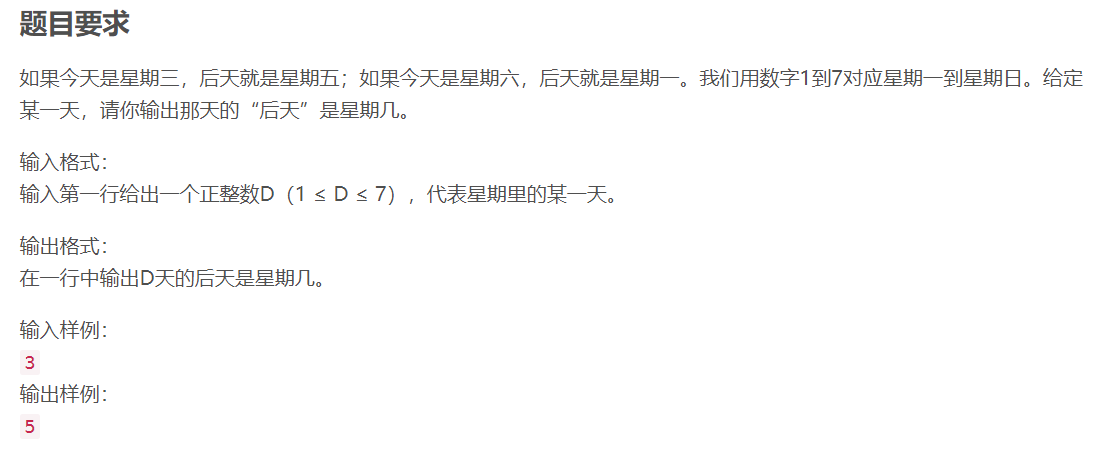 题目要求
如果今天是星期三，后天就是星期五；如果今天是星期六，后天就是星期一。我们用数字1到7对应星期一到星期日。给定
某一天，请你输出那天的“后天”是星期几。
输入格式：
输入第一行给出一个正整数D（1 ≤ D ≤ 7），代表星期里的某一天。
输出格式：
在一行中输出D天的后天是星期几。
输入样例：
3
输出样例：
5